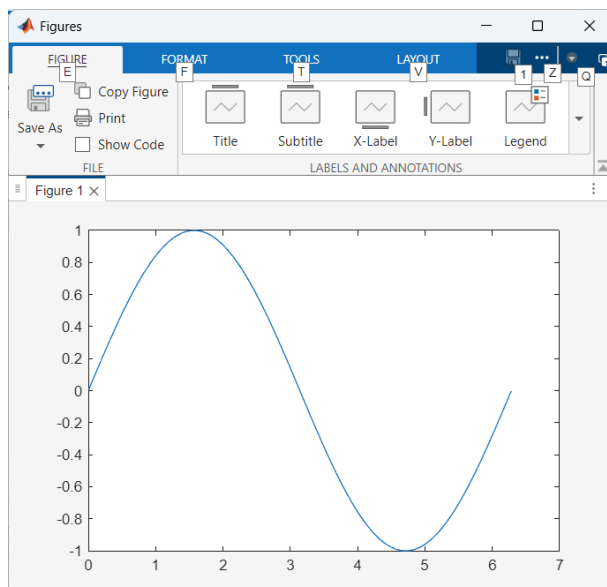 Figures
FIGURE FORMAT TOOLS LAYOUT
E F T V 1 Z Q
Save As
Copy Figure
Print
Show Code
Title Subtitle X-Label Y-Label Legend
FILE LABELS AND ANNOTATIONS
Figure 1
1
0.8
0.6
0.4
0.2
0
-0.2
-0.4
-0.6
-0.8
-1
0 1 2 3 4 5 6 7